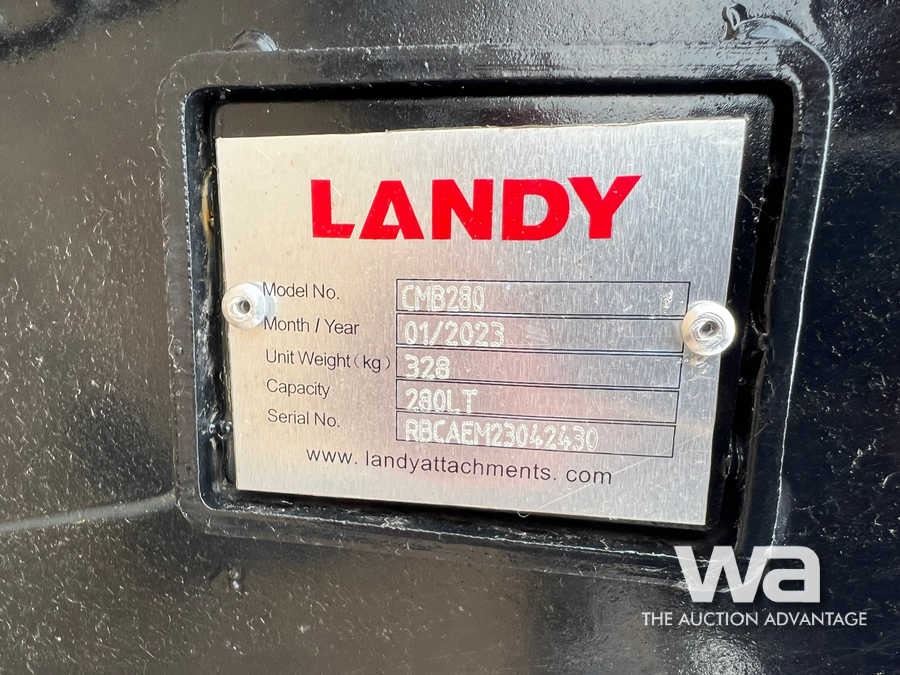 LANDY
Model No. CMB280
Month / Year 01/2023
Unit Weight(kg) 328
Capacity 280LT
Serial No. RBCAEM23042430
www. landyattachments. com
wa
THE AUCTION ADVANTAGE